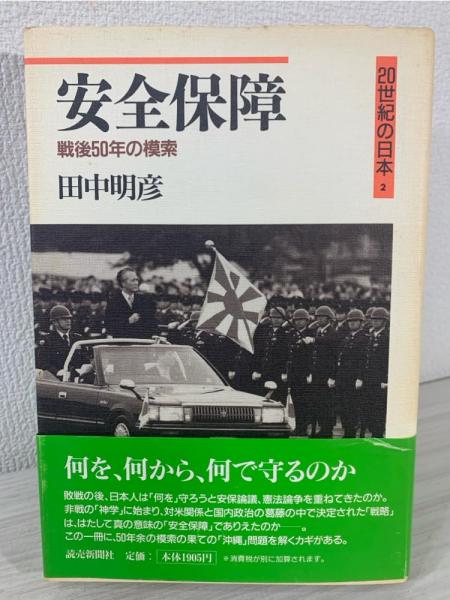 安全保障
戦後50年の模索
田中明彦
20世紀の日本 2
何を、何から、何で守るのか
敗戦の後、日本人は「何を」守ろうと安保論議、憲法論争を重ねてきたのか。
非戦の「神学」に始まり、対米関係と国内政治の葛藤の中で決定された「戦略」
は、はたして真の意味の「安全保障」でありえたのか――。
この一冊に、50年余の模索の果ての「沖縄」問題を解くカギがある。
読売新聞社 定価:本体1905円 ※消費税が別に加算されます。